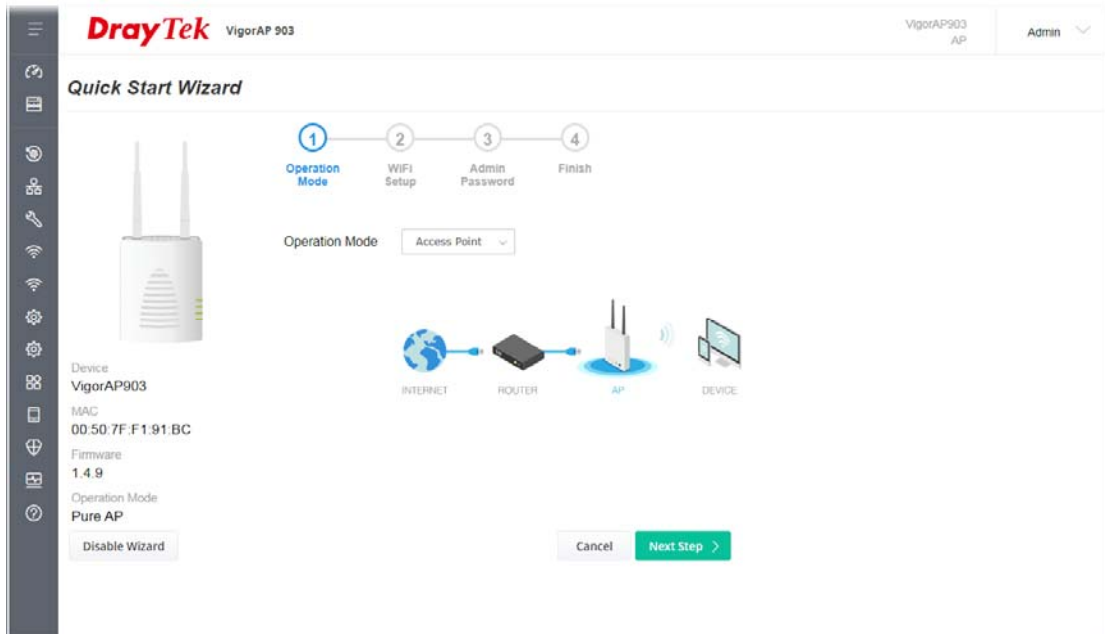 DrayTek VigorAP 903
VigorAP903
AP
Admin
Quick Start Wizard
1 2 3 4
Operation Mode
WiFi Setup
Admin Password
Finish
Operation Mode Access Point
INTERNET ROUTER AP DEVICE
Device
VigorAP903
MAC
00:50:7F:F1:91:BC
Firmware
1.4.9
Operation Mode
Pure AP
Disable Wizard Cancel Next Step